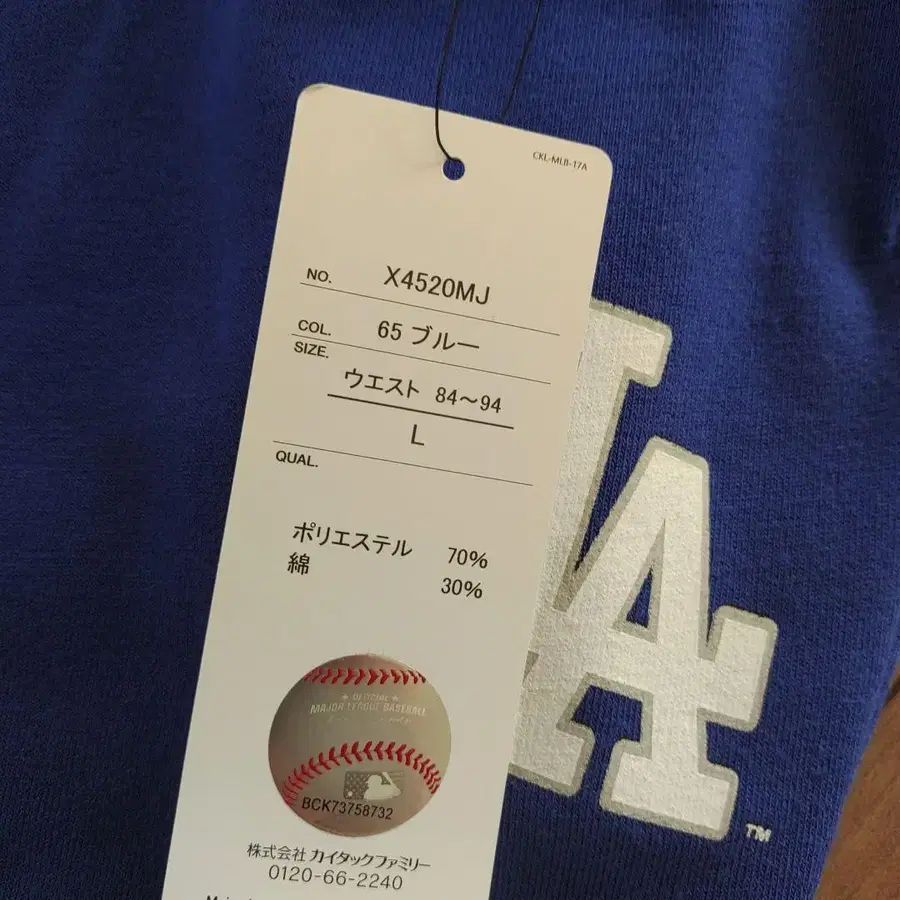 CKL-MLB-17A
NO. X4520MJ
COL. 65 ブルー
SIZE.
ウエスト 84〜94
L
QUAL.
ポリエステル 70%
綿 30%
OFFICIAL
MAJOR LEAGUE BASEBALL
BCK73758732
株式会社 カイタックファミリー
0120-66-2240
LA
TM